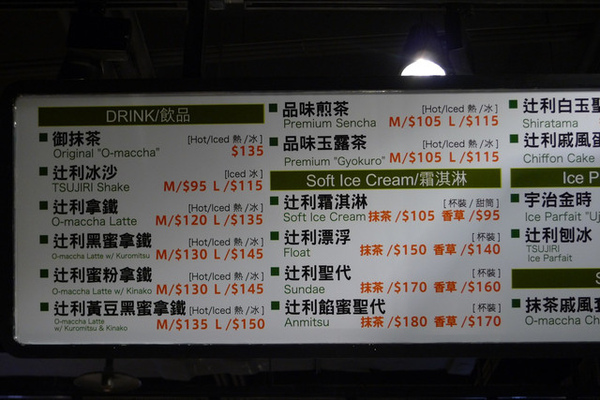 DRINK/飲品
御抹茶 [Hot/Iced 熱/冰]
Original "O-maccha" $135
辻利冰沙 [Iced 冰]
TSUJIRI Shake M/$95 L/$115
辻利拿鐵 [Hot/Iced 熱/冰]
O-maccha Latte M/$120 L/$135
辻利黑蜜拿鐵 [Hot/Iced 熱/冰]
O-maccha Latte w/ Kuromitsu M/$130 L/$145
辻利蜜粉拿鐵 [Hot/Iced 熱/冰]
O-maccha Latte w/ Kinako M/$130 L/$145
辻利黃豆黑蜜拿鐵 [Hot/Iced 熱/冰]
O-maccha Latte
w/ Kuromitsu & Kinako M/$135 L/$150
品味煎茶 [Hot/Iced 熱/冰]
Premium Sencha M/$105 L/$115
品味玉露茶 [Hot/Iced 熱/冰]
Premium "Gyokuro" M/$105 L/$115
Soft Ice Cream/霜淇淋
辻利霜淇淋 [杯裝/甜筒]
Soft Ice Cream 抹茶/$105 香草/$95
辻利漂浮 [杯裝]
Float 抹茶/$150 香草/$140
辻利聖代 [杯裝]
Sundae 抹茶/$170 香草/$160
辻利餡蜜聖代 [杯裝]
Anmitsu 抹茶/$180 香草/$170
辻利白玉聖
Shiratama
辻利戚風蛋
Chiffon Cake
Ice P
宇治金時
Ice Parfait "Uj
辻利刨冰
TSUJIRI
Ice Parfait
S
抹茶戚風
O-maccha Ch